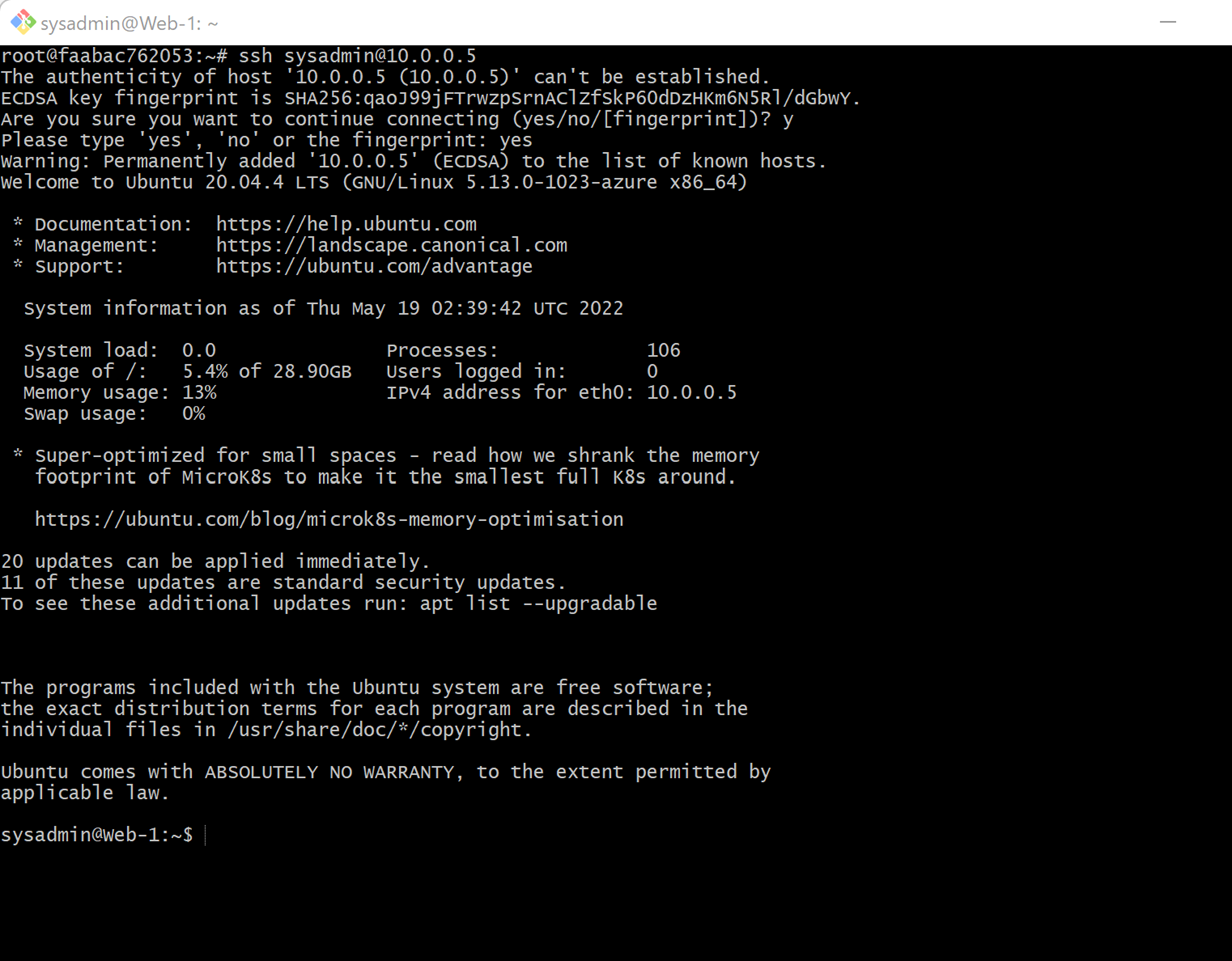 sysadmin@Web-1: ~
root@faabac762053:~# ssh sysadmin@10.0.0.5
The authenticity of host '10.0.0.5 (10.0.0.5)' can't be established.
ECDSA key fingerprint is SHA256:qaoJ99jFTrwzpSrnAClZfSkP6OdDzHKm6N5Rl/dGbwY.
Are you sure you want to continue connecting (yes/no/[fingerprint])? y
Please type 'yes', 'no' or the fingerprint: yes
Warning: Permanently added '10.0.0.5' (ECDSA) to the list of known hosts.
Welcome to Ubuntu 20.04.4 LTS (GNU/Linux 5.13.0-1023-azure x86_64)
* Documentation:  https://help.ubuntu.com
* Management:     https://landscape.canonical.com
* Support:        https://ubuntu.com/advantage
System information as of Thu May 19 02:39:42 UTC 2022
System load:  0.0               Processes:             106
Usage of /:   5.4% of 28.90GB   Users logged in:       0
Memory usage: 13%               IPv4 address for eth0: 10.0.0.5
Swap usage:   0%
* Super-optimized for small spaces - read how we shrank the memory
footprint of MicroK8s to make it the smallest full K8s around.
https://ubuntu.com/blog/microk8s-memory-optimisation
20 updates can be applied immediately.
11 of these updates are standard security updates.
To see these additional updates run: apt list --upgradable
The programs included with the Ubuntu system are free software;
the exact distribution terms for each program are described in the
individual files in /usr/share/doc/*/copyright.
Ubuntu comes with ABSOLUTELY NO WARRANTY, to the extent permitted by
applicable law.
sysadmin@Web-1:~$